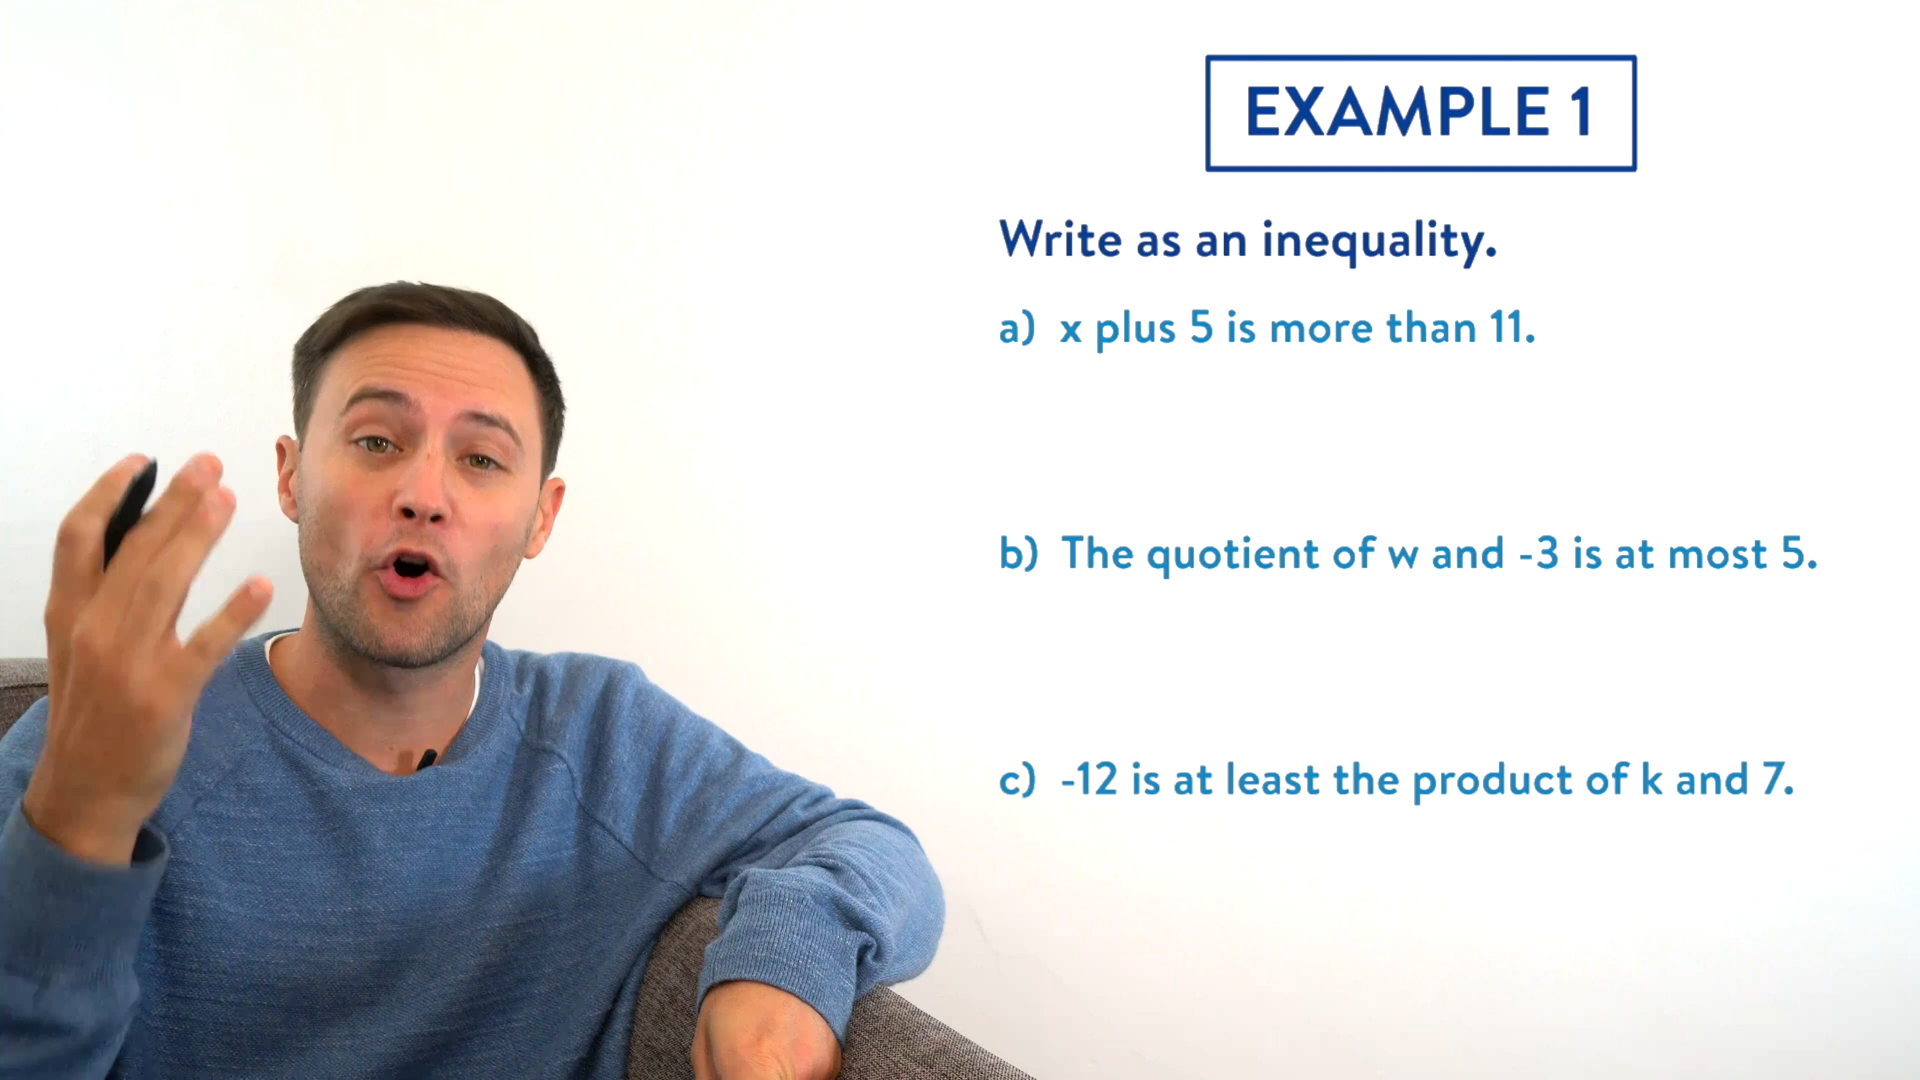 EXAMPLE 1
Write as an inequality.
a) x plus 5 is more than 11.
b) The quotient of w and -3 is at most 5.
c) -12 is at least the product of k and 7.